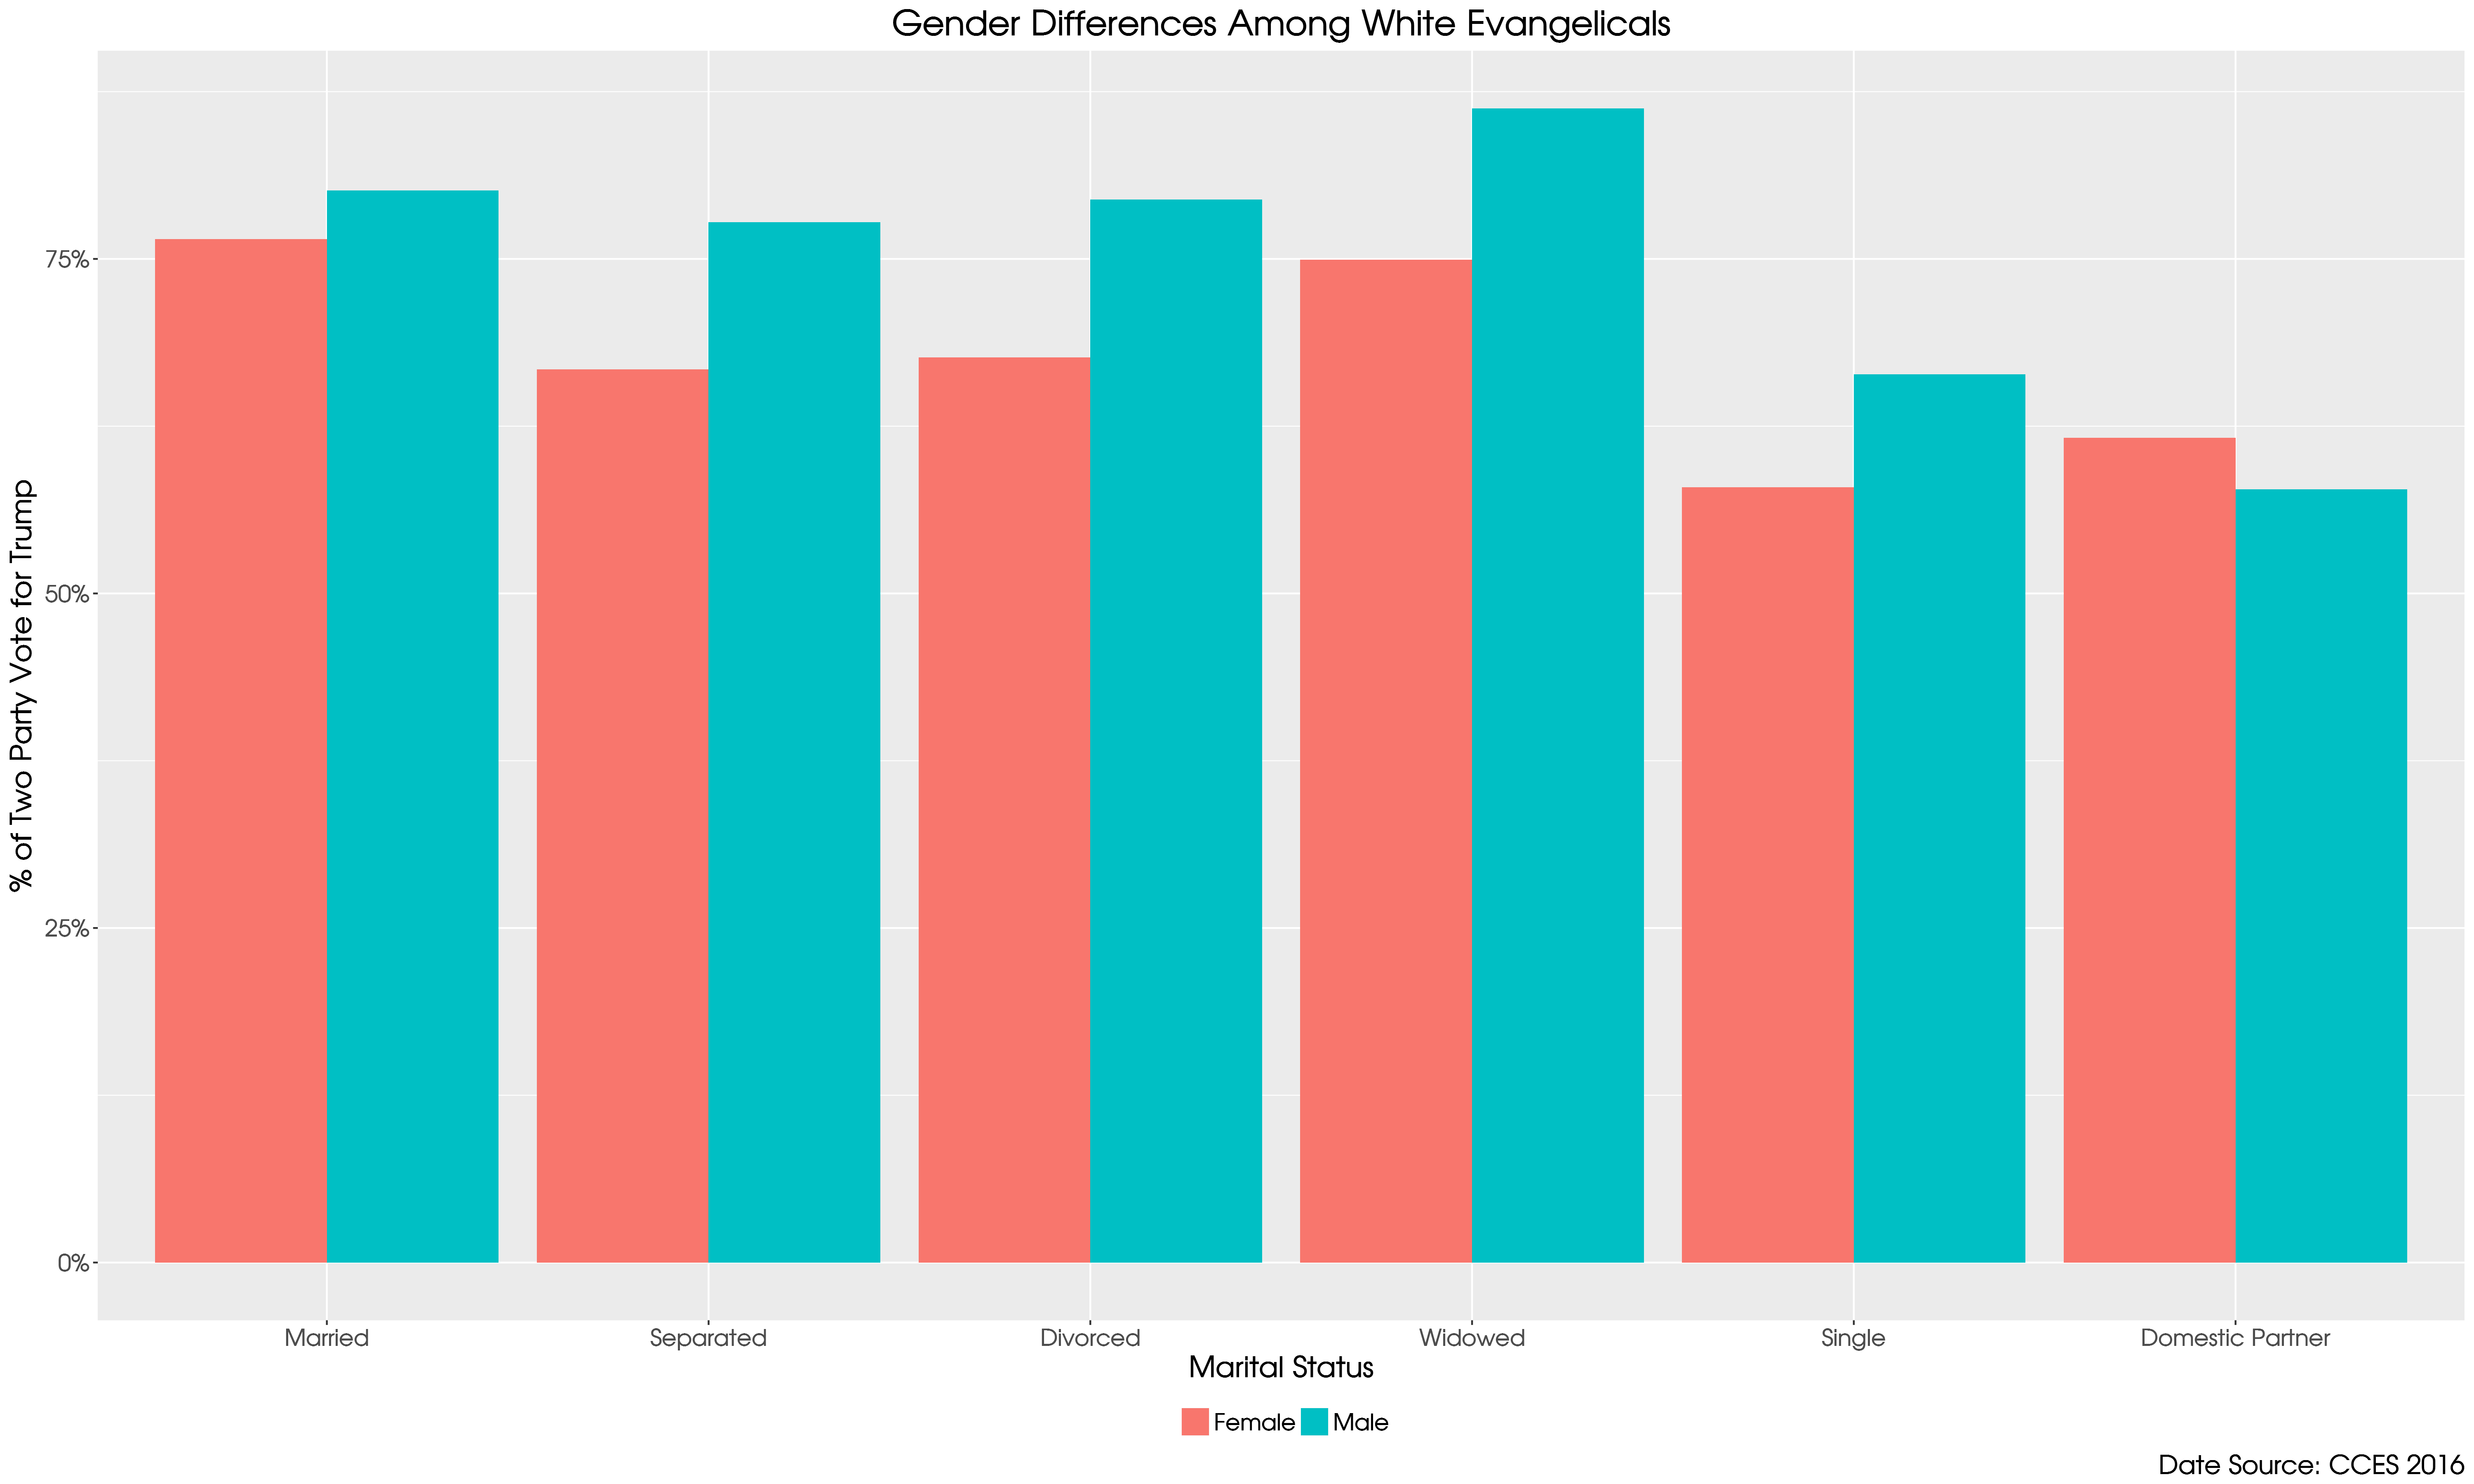 Gender Differences Among White Evangelicals
% of Two Party Vote for Trump
75%
50%
25%
0%
Married Separated Divorced Widowed Single Domestic Partner
Marital Status
Female Male
Date Source: CCES 2016